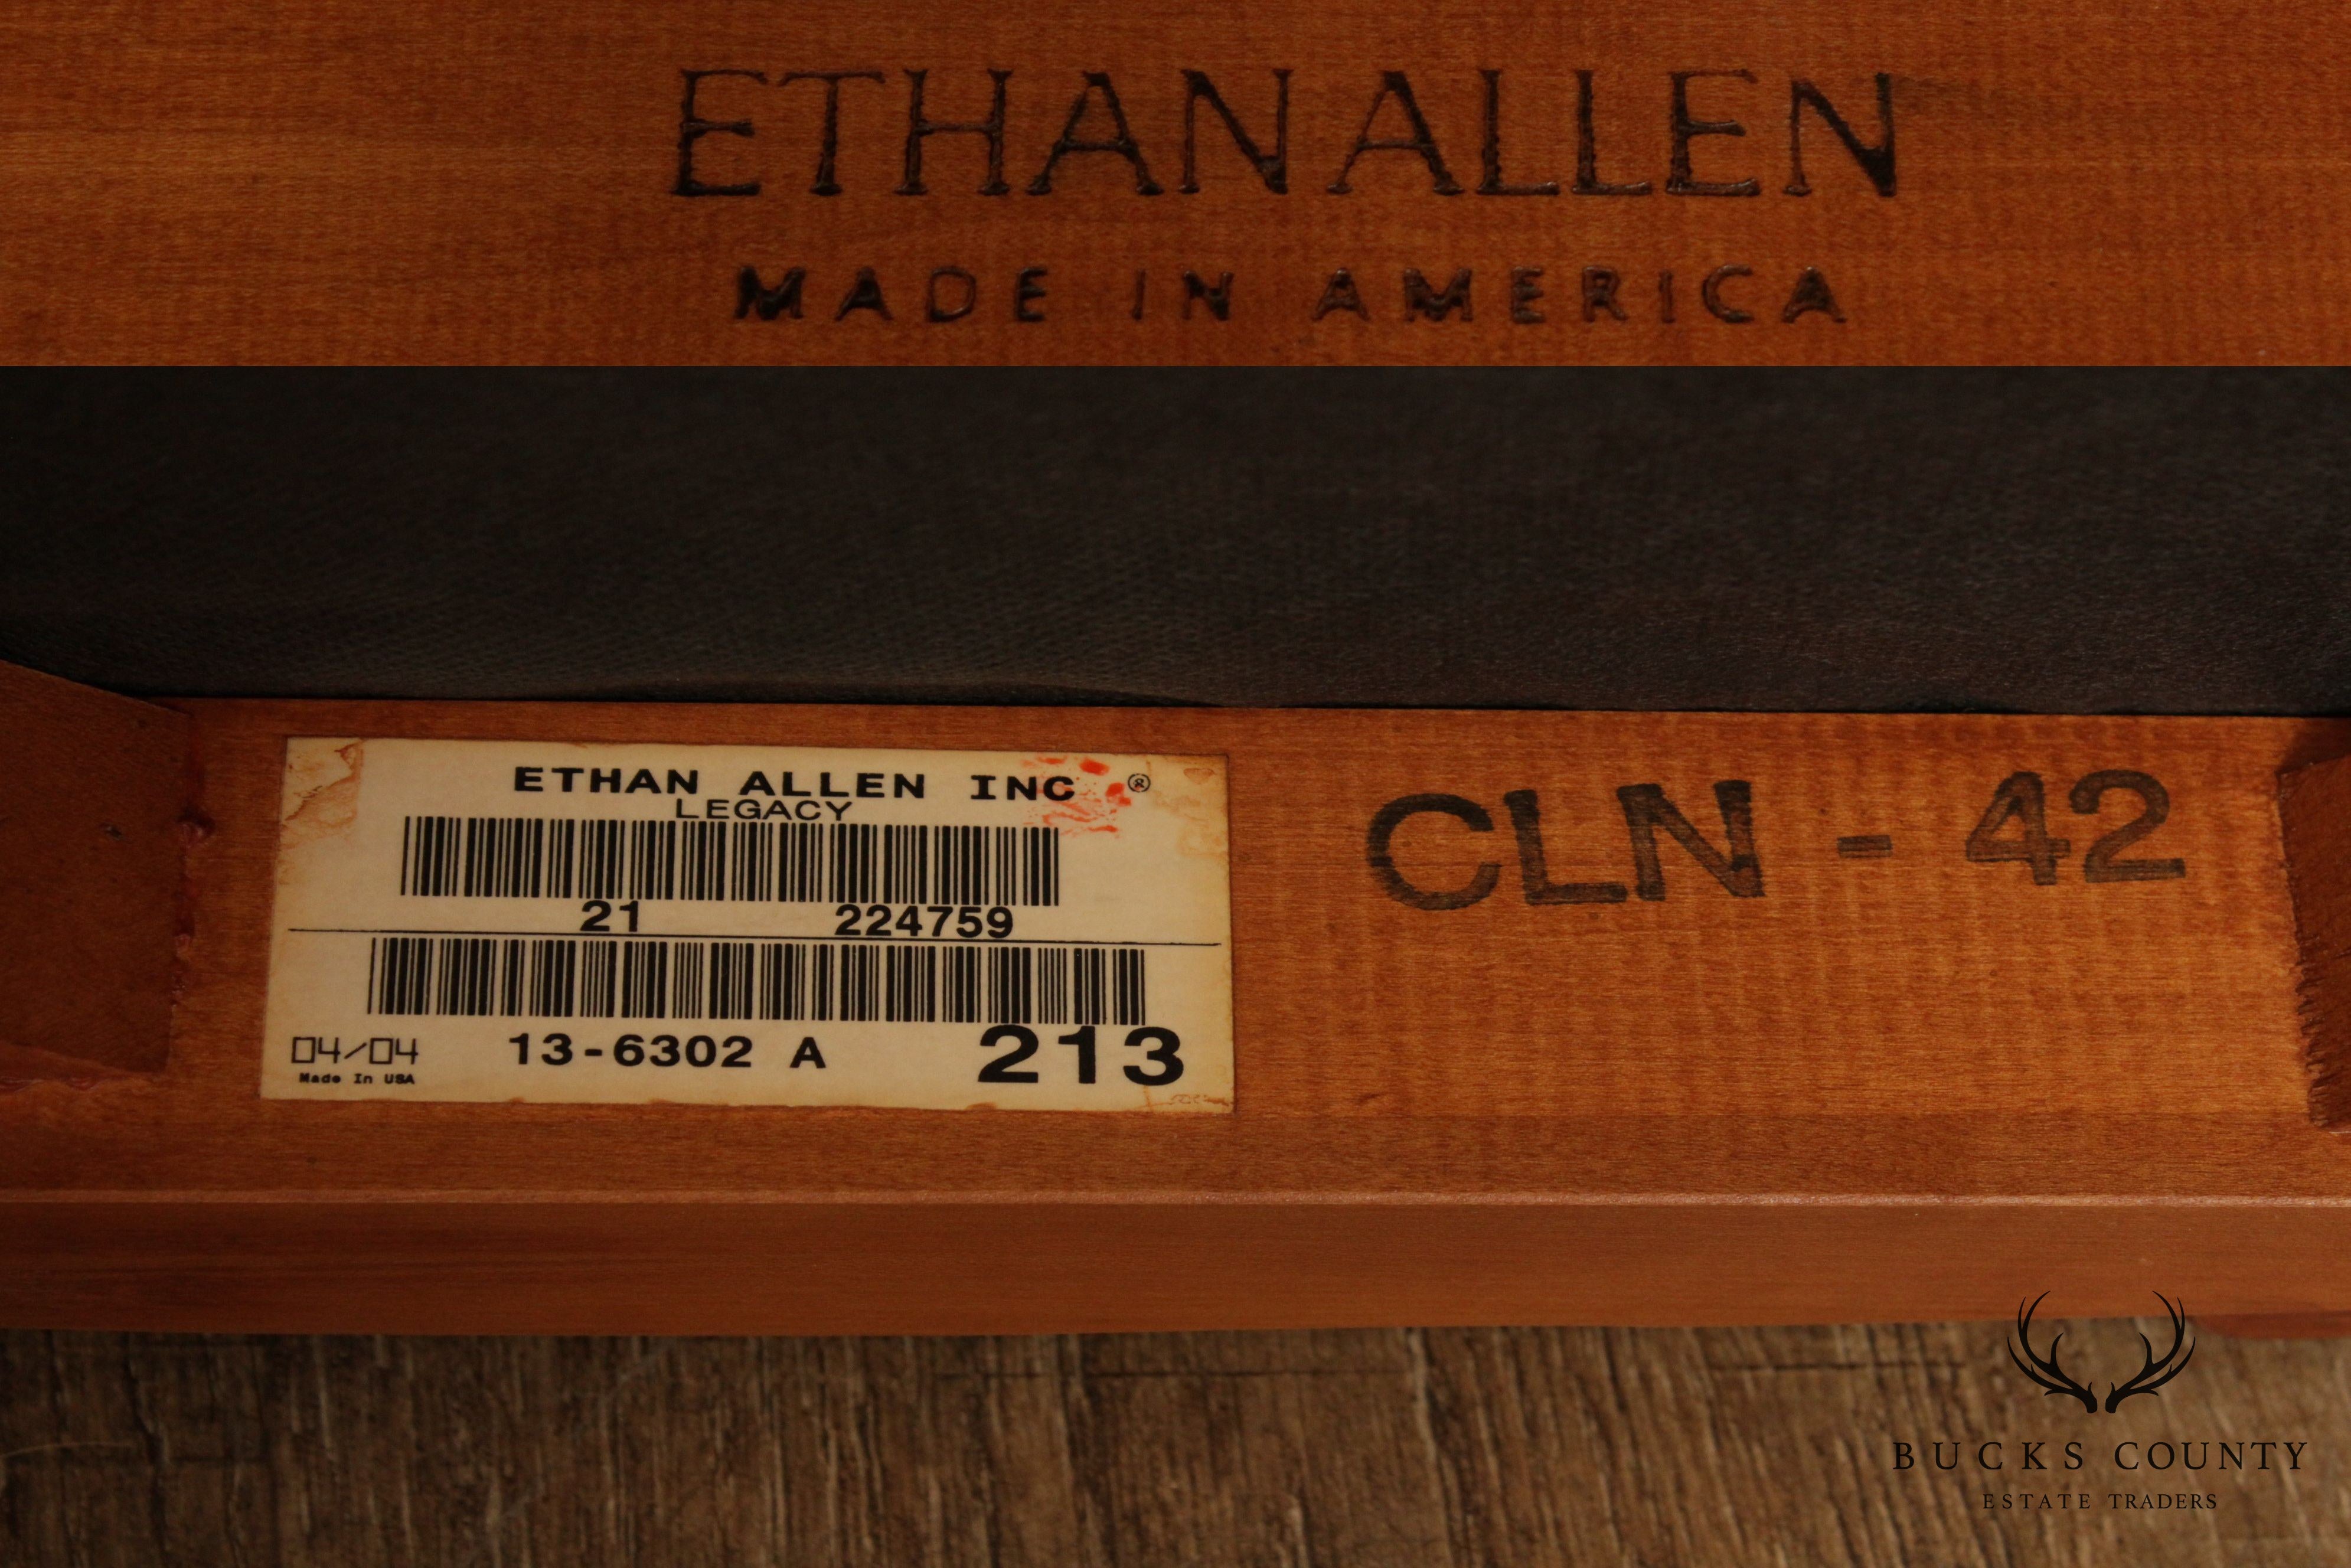 ETHAN ALLEN
MADE IN AMERICA
ETHAN ALLEN INC ®
LEGACY
21 224759
13-6302 A 213
04/04
Made In USA
CLN - 42
BUCKS COUNTY
ESTATE TRADERS